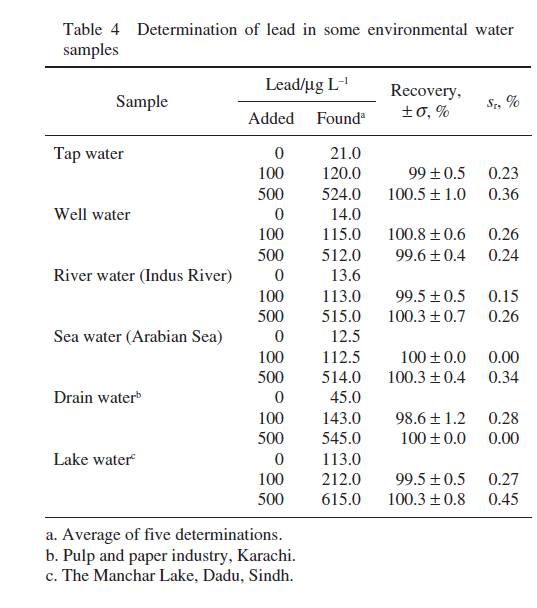 Table 4 Determination of lead in some environmental water
samples
Lead/μg L⁻¹ Recovery,
Sample ±σ, % sᵣ, %
Added Foundᵃ
Tap water 0 21.0
100 120.0 99 ± 0.5 0.23
500 524.0 100.5 ± 1.0 0.36
Well water 0 14.0
100 115.0 100.8 ± 0.6 0.26
500 512.0 99.6 ± 0.4 0.24
River water (Indus River) 0 13.6
100 113.0 99.5 ± 0.5 0.15
500 515.0 100.3 ± 0.7 0.26
Sea water (Arabian Sea) 0 12.5
100 112.5 100 ± 0.0 0.00
500 514.0 100.3 ± 0.4 0.34
Drain waterᵇ 0 45.0
100 143.0 98.6 ± 1.2 0.28
500 545.0 100 ± 0.0 0.00
Lake waterᶜ 0 113.0
100 212.0 99.5 ± 0.5 0.27
500 615.0 100.3 ± 0.8 0.45
a. Average of five determinations.
b. Pulp and paper industry, Karachi.
c. The Manchar Lake, Dadu, Sindh.